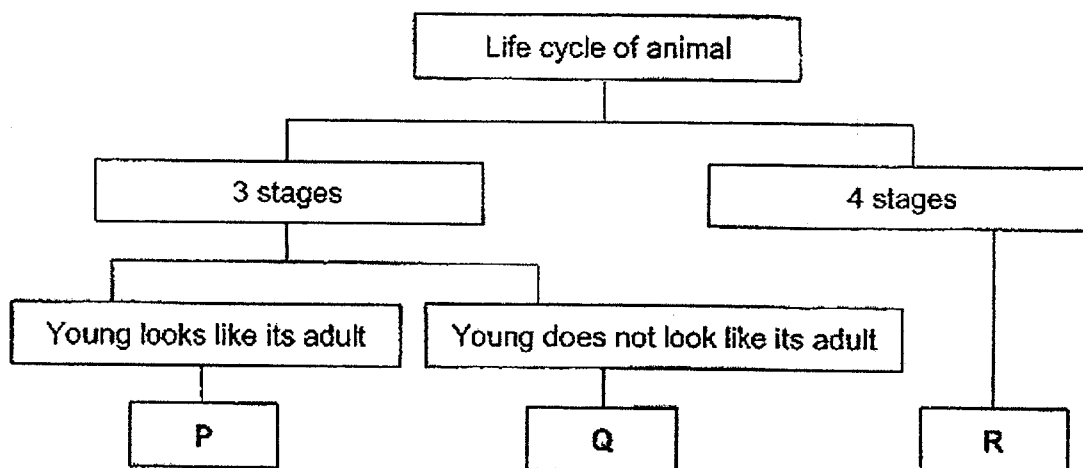 Life cycle of animal
3 stages
4 stages
Young looks like its adult
Young does not look like its adult
P
Q
R